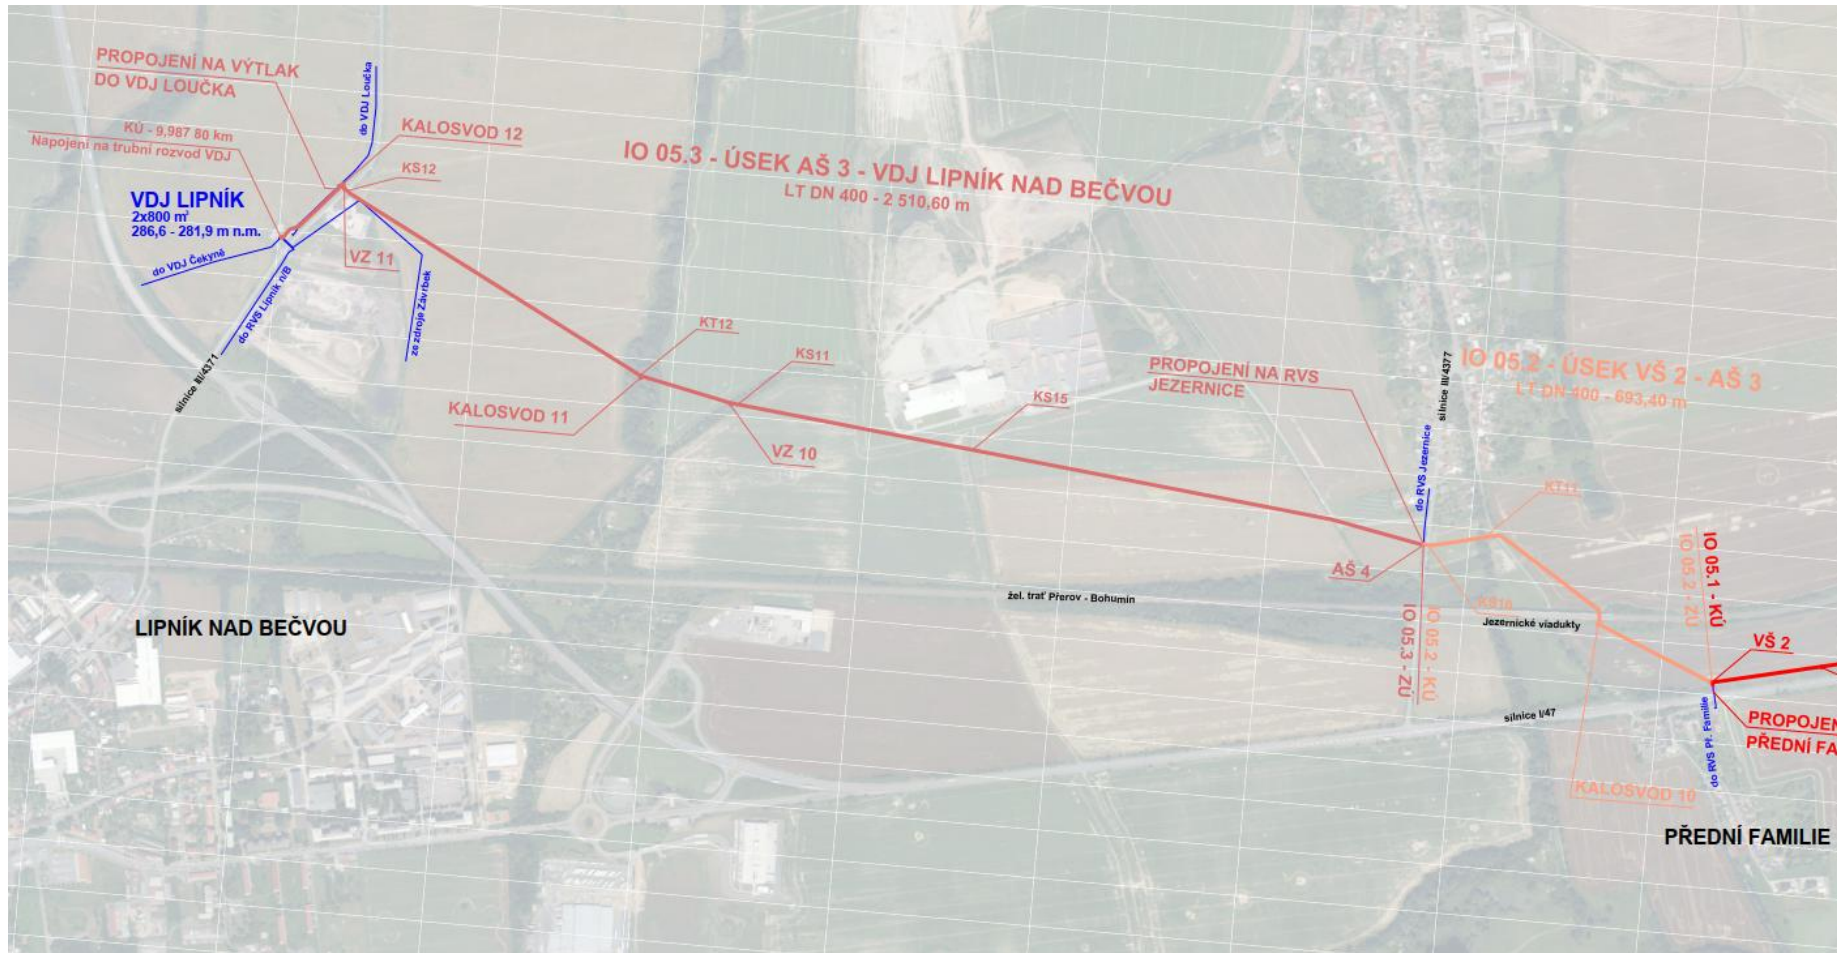 PROPOJENÍ NA VÝTLAK
DO VDJ LOUČKA
KÚ - 9,987 80 km
Napojení na trubní rozvod VDJ
VDJ LIPNÍK
2x800 m³
286,6 - 281,9 m n.m.
do VDJ Loučka
KALOSVOD 12
KS12
VZ 11
do VDJ Čekyně
do RVS Lipník n/B
ze zdroje Závrbek
silnice III/4371
IO 05.3 - ÚSEK AŠ 3 - VDJ LIPNÍK NAD BEČVOU
LT DN 400 - 2 510,60 m
KT12
KS11
KALOSVOD 11
VZ 10
KS15
PROPOJENÍ NA RVS
JEZERNICE
silnice III/4377
IO 05.2 - ÚSEK VŠ 2 - AŠ 3
LT DN 400 - 693,40 m
do RVS Jezernice
KT11
AŠ 4
KS10
žel. trať Přerov - Bohumín
Jezernické viadukty
IO 05.3 - ZÚ
IO 05.2 - KÚ
IO 05.2 - ZÚ
IO 05.1 - KÚ
VŠ 2
silnice I/47
do RVS Př. Familie
PROPOJEN
PŘEDNÍ FA
KALOSVOD 10
LIPNÍK NAD BEČVOU
PŘEDNÍ FAMILIE